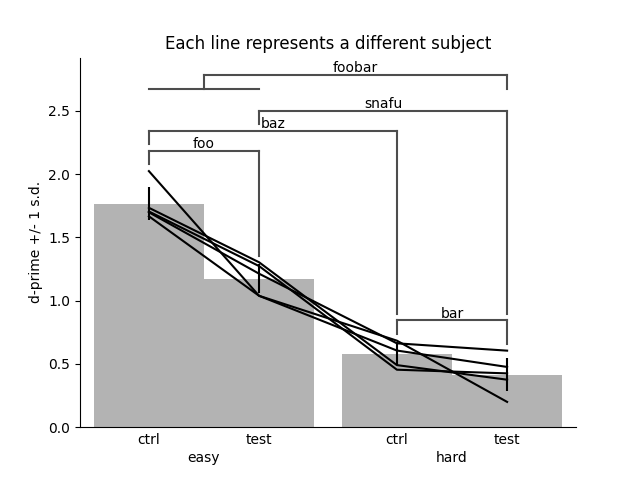 Each line represents a different subject
foobar
snafu
baz
foo
bar
d-prime +/- 1 s.d.
2.5
2.0
1.5
1.0
0.5
0.0
ctrl test ctrl test
easy hard